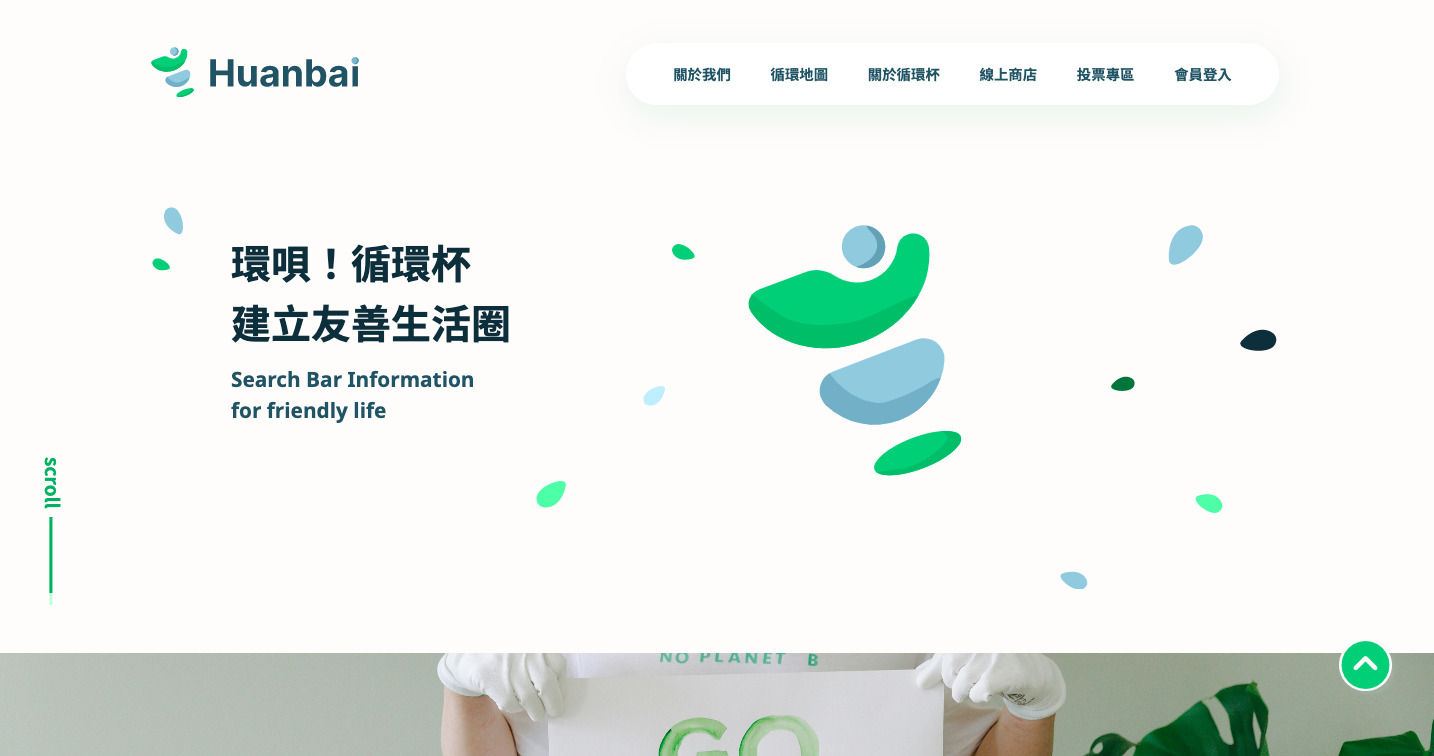 Huanbai
關於我們
循環地圖
關於循環杯
線上商店
投票專區
會員登入
環唄！循環杯
建立友善生活圈
Search Bar Information
for friendly life
scroll
NO PLANET B
GO